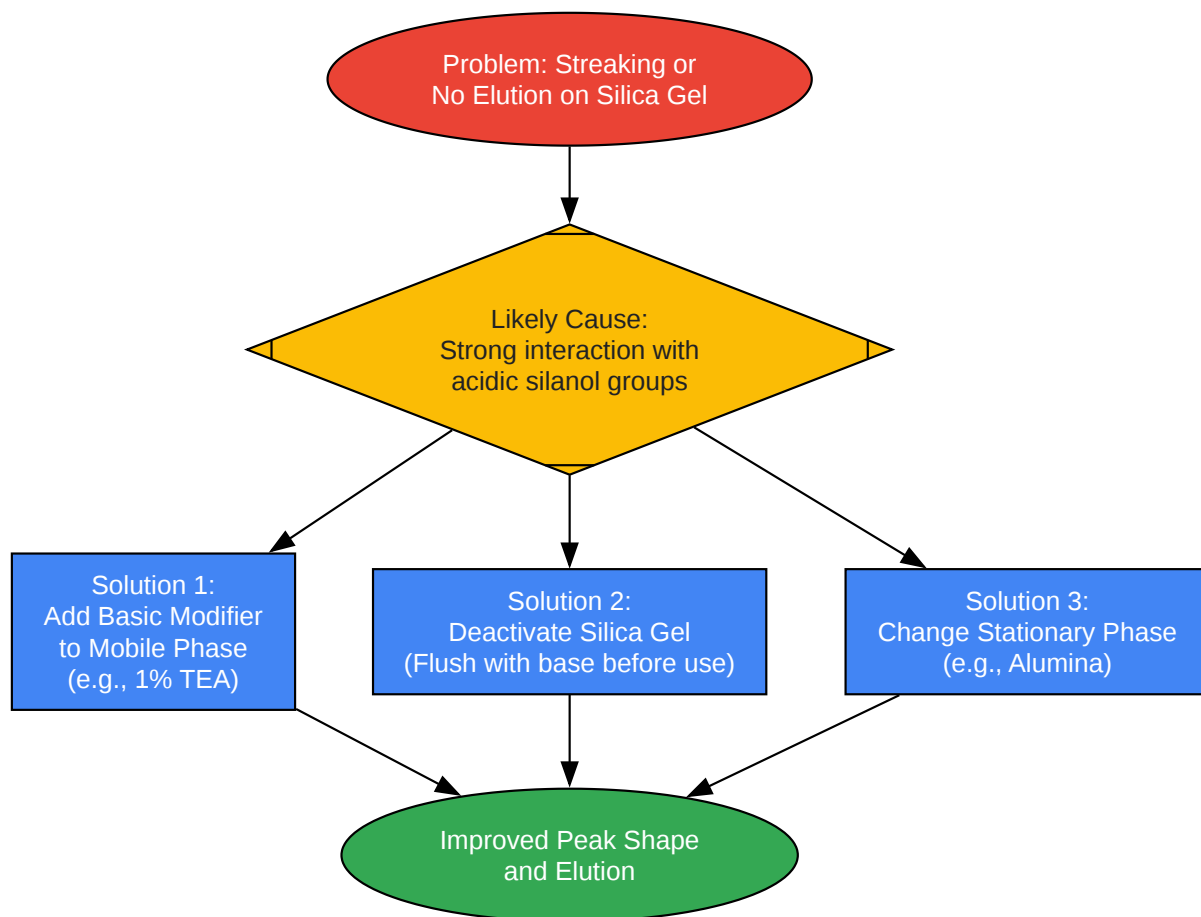 Problem: Streaking or
No Elution on Silica Gel
Likely Cause:
Strong interaction with
acidic silanol groups
Solution 1:
Add Basic Modifier
to Mobile Phase
(e.g., 1% TEA)
Solution 2:
Deactivate Silica Gel
(Flush with base before use)
Solution 3:
Change Stationary Phase
(e.g., Alumina)
Improved Peak Shape
and Elution